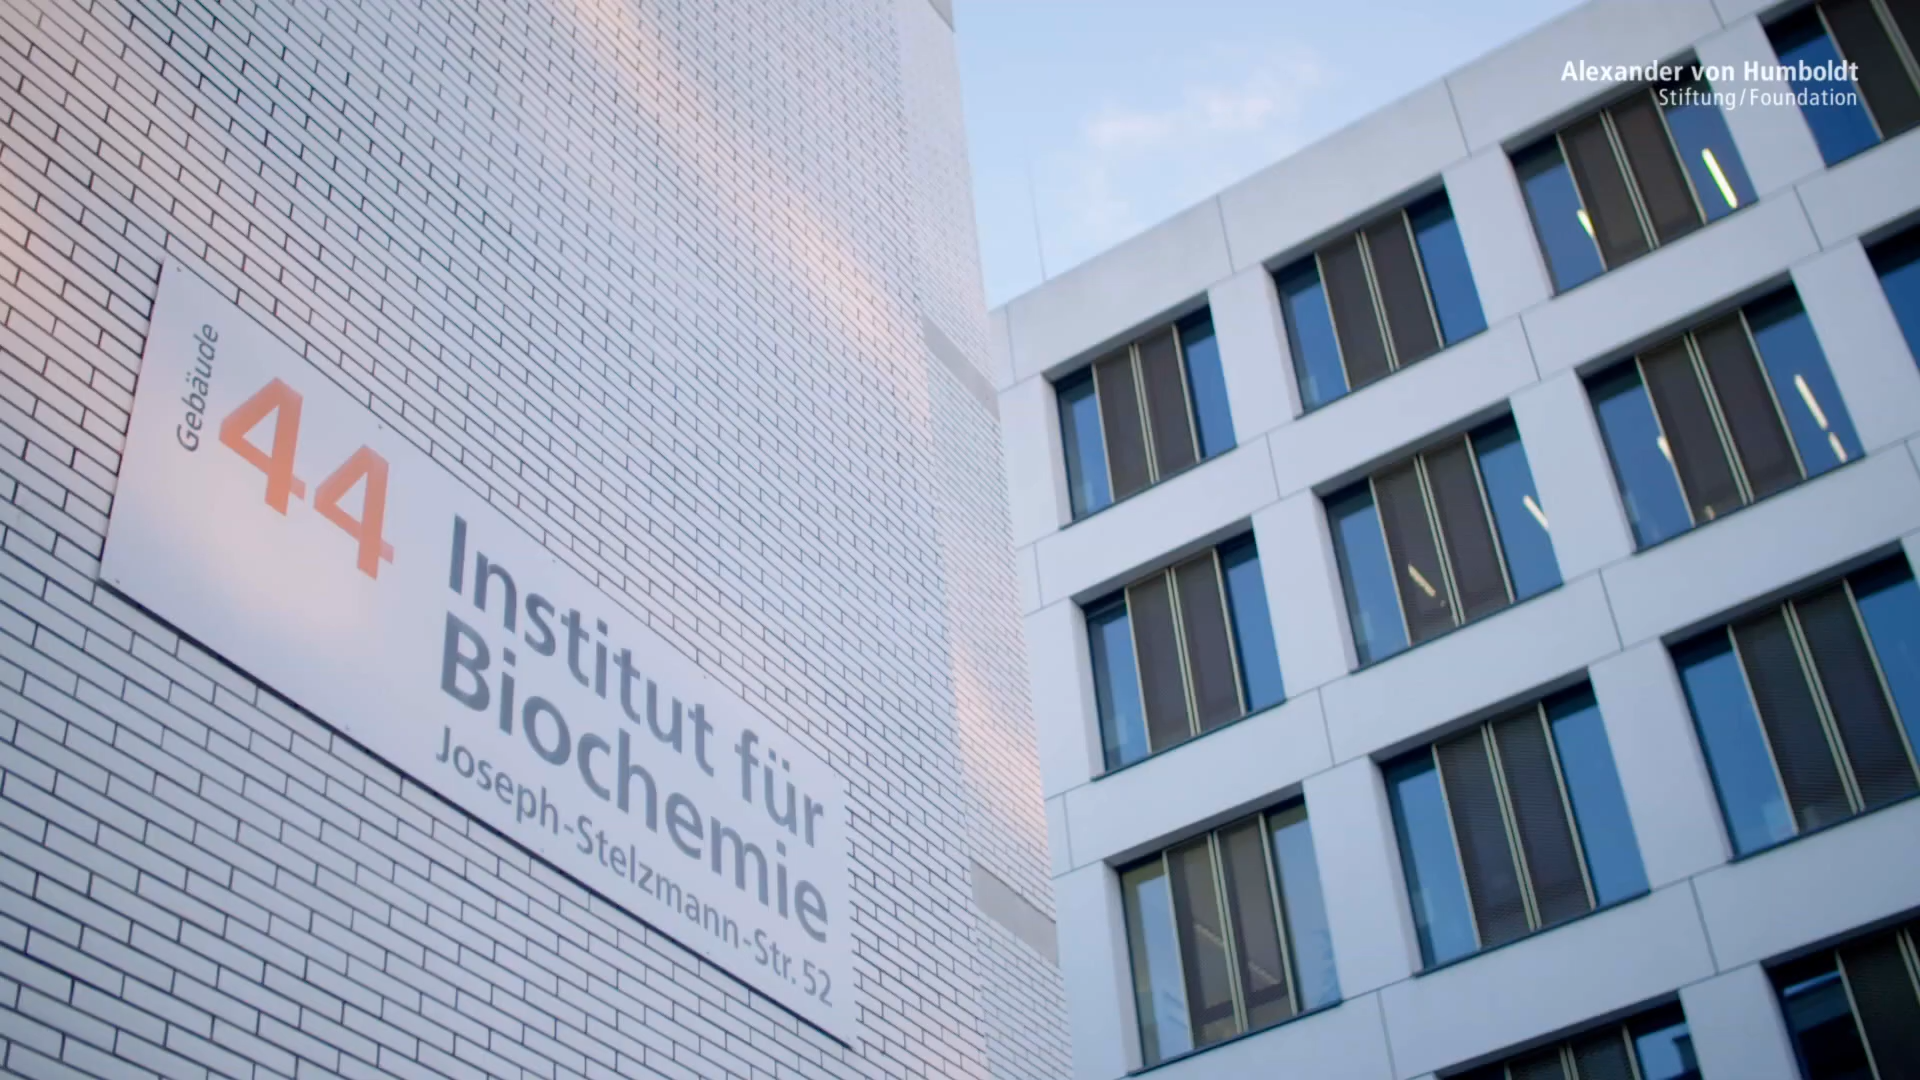 Alexander von Humboldt
Stiftung/Foundation
Gebäude
44
Institut für
Biochemie
Joseph-Stelzmann-Str. 52